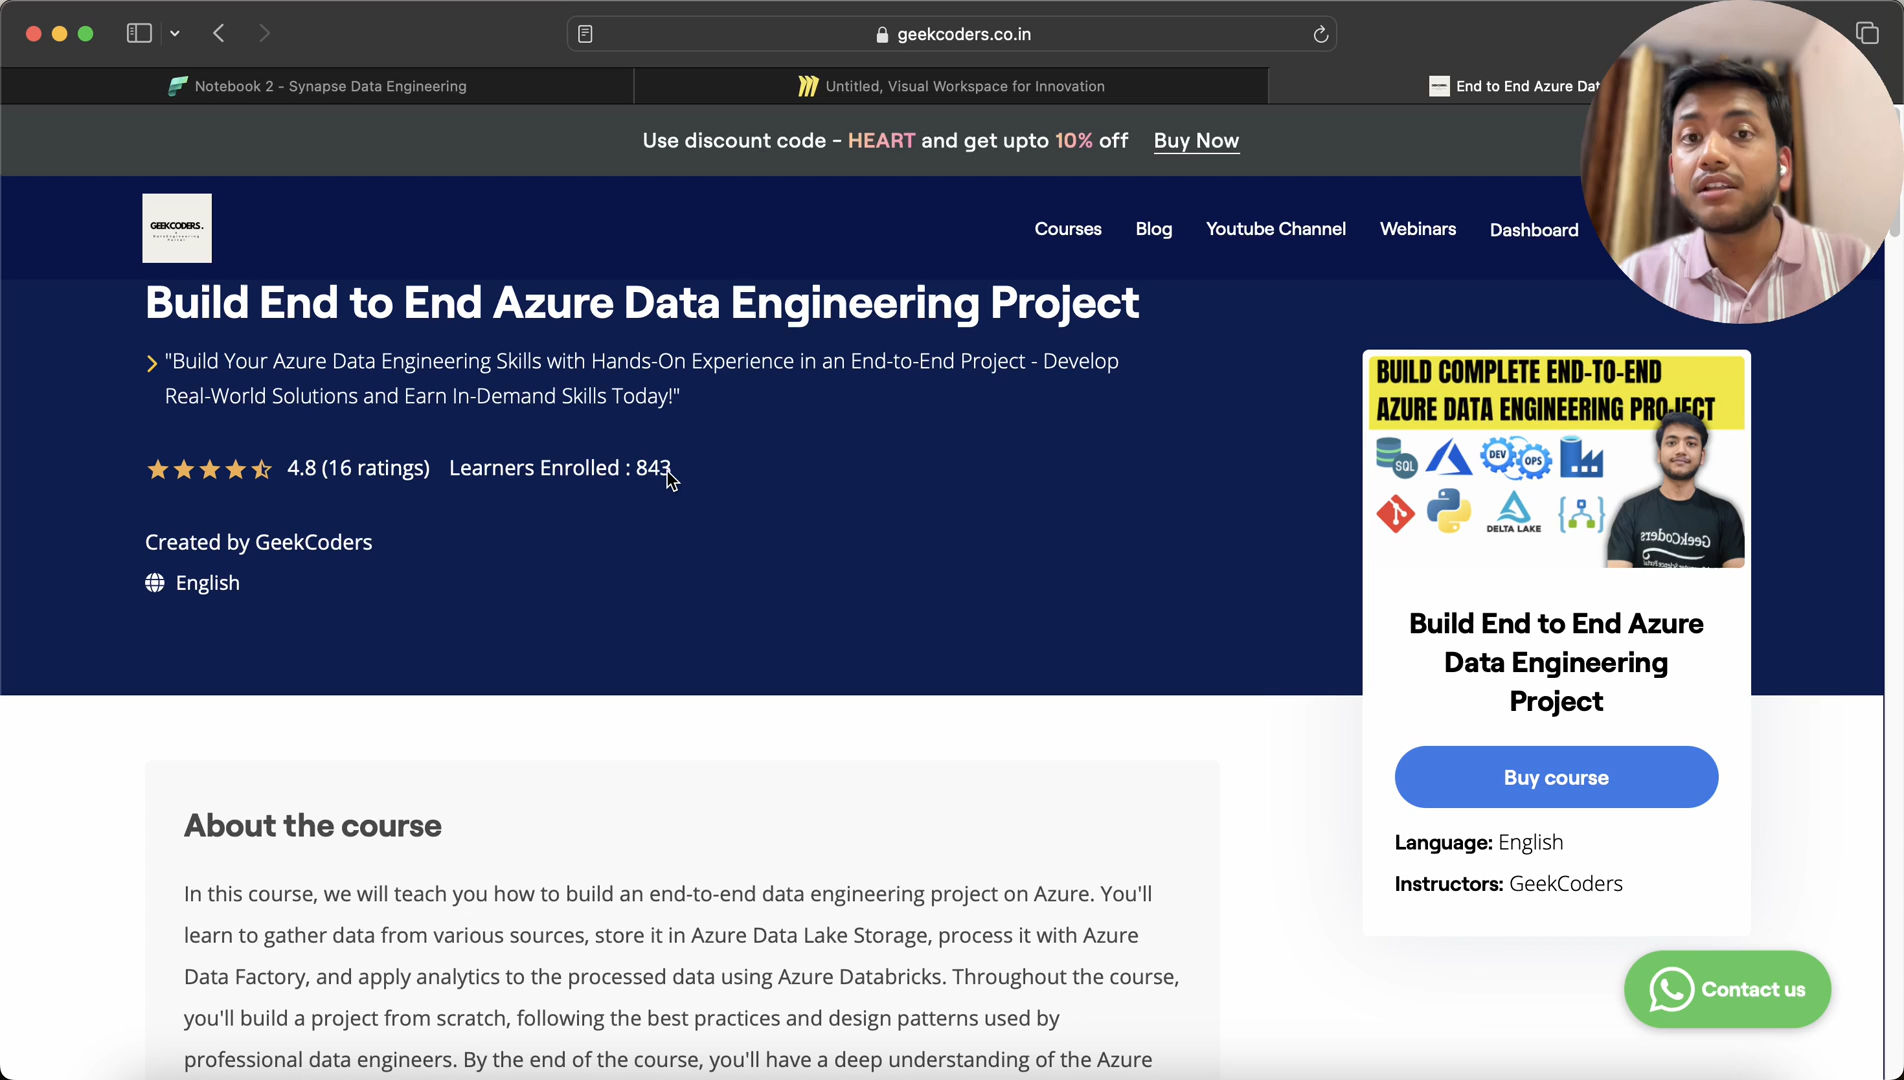 geekcoders.co.in
Notebook 2 - Synapse Data Engineering
Untitled, Visual Workspace for Innovation
End to End Azure Dat
Use discount code - HEART and get upto 10% off Buy Now
GEEKCODERS.
Courses Blog Youtube Channel Webinars Dashboard
Build End to End Azure Data Engineering Project
"Build Your Azure Data Engineering Skills with Hands-On Experience in an End-to-End Project - Develop
Real-World Solutions and Earn In-Demand Skills Today!"
4.8 (16 ratings) Learners Enrolled : 843
Created by GeekCoders
English
BUILD COMPLETE END-TO-END
AZURE DATA ENGINEERING PROJECT
SQL
DEV
OPS
DELTA LAKE
GeekCoders
Build End to End Azure
Data Engineering
Project
Buy course
Language: English
Instructors: GeekCoders
Contact us
About the course
In this course, we will teach you how to build an end-to-end data engineering project on Azure. You'll
learn to gather data from various sources, store it in Azure Data Lake Storage, process it with Azure
Data Factory, and apply analytics to the processed data using Azure Databricks. Throughout the course,
you'll build a project from scratch, following the best practices and design patterns used by
professional data engineers. By the end of the course, you'll have a deep understanding of the Azure